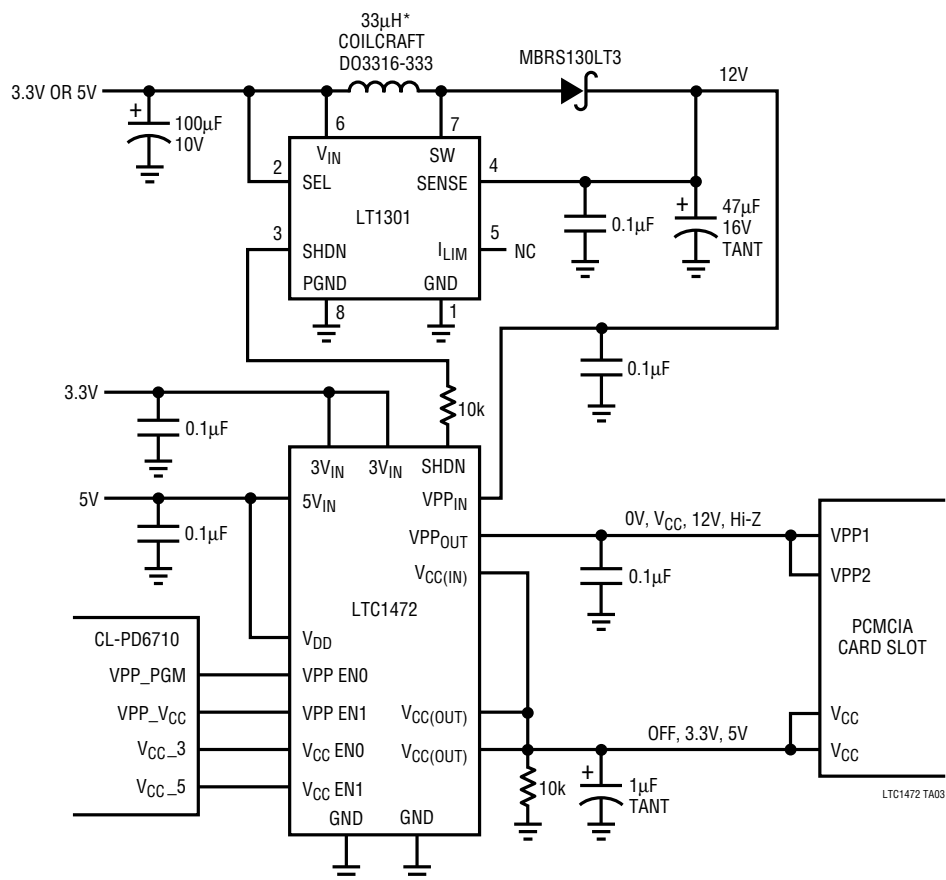 33µH*
COILCRAFT
DO3316-333
MBRS130LT3
12V
3.3V OR 5V
+
100µF
10V
6
7
VIN
SW
2
SEL
SENSE
4
LT1301
+
47µF
16V
TANT
0.1µF
3
SHDN
ILIM
5
NC
PGND
GND
8
1
0.1µF
3.3V
10k
0.1µF
3VIN
3VIN
SHDN
5V
5VIN
VPPIN
0.1µF
VPPOUT
0V, VCC, 12V, Hi-Z
VPP1
0.1µF
VCC(IN)
VPP2
LTC1472
CL-PD6710
VDD
PCMCIA
CARD SLOT
VPP_PGM
VPP EN0
VPP_VCC
VPP EN1
VCC(OUT)
VCC
VCC_3
VCC EN0
VCC(OUT)
OFF, 3.3V, 5V
VCC
VCC_5
VCC EN1
10k
+
1µF
TANT
GND
GND
LTC1472 TA03